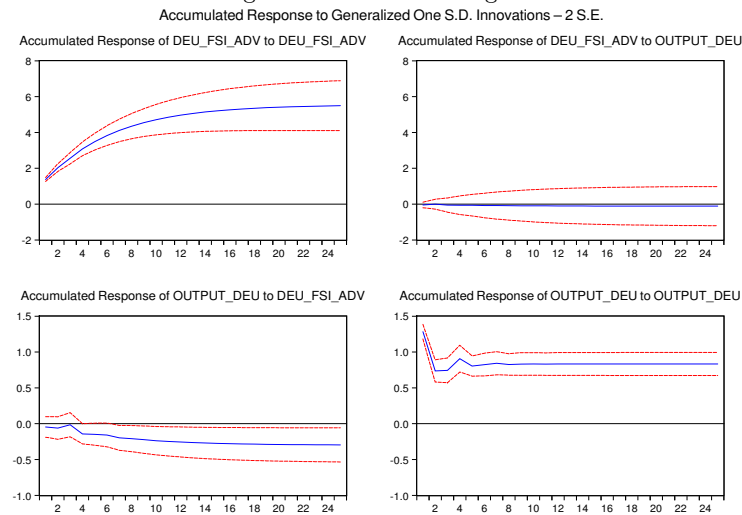 Accumulated Response to Generalized One S.D. Innovations – 2 S.E.
Accumulated Response of DEU_FSI_ADV to DEU_FSI_ADV
8
6
4
2
0
-2
2 4 6 8 10 12 14 16 18 20 22 24
Accumulated Response of DEU_FSI_ADV to OUTPUT_DEU
8
6
4
2
0
-2
2 4 6 8 10 12 14 16 18 20 22 24
Accumulated Response of OUTPUT_DEU to DEU_FSI_ADV
1.5
1.0
0.5
0.0
-0.5
-1.0
2 4 6 8 10 12 14 16 18 20 22 24
Accumulated Response of OUTPUT_DEU to OUTPUT_DEU
1.5
1.0
0.5
0.0
-0.5
-1.0
2 4 6 8 10 12 14 16 18 20 22 24